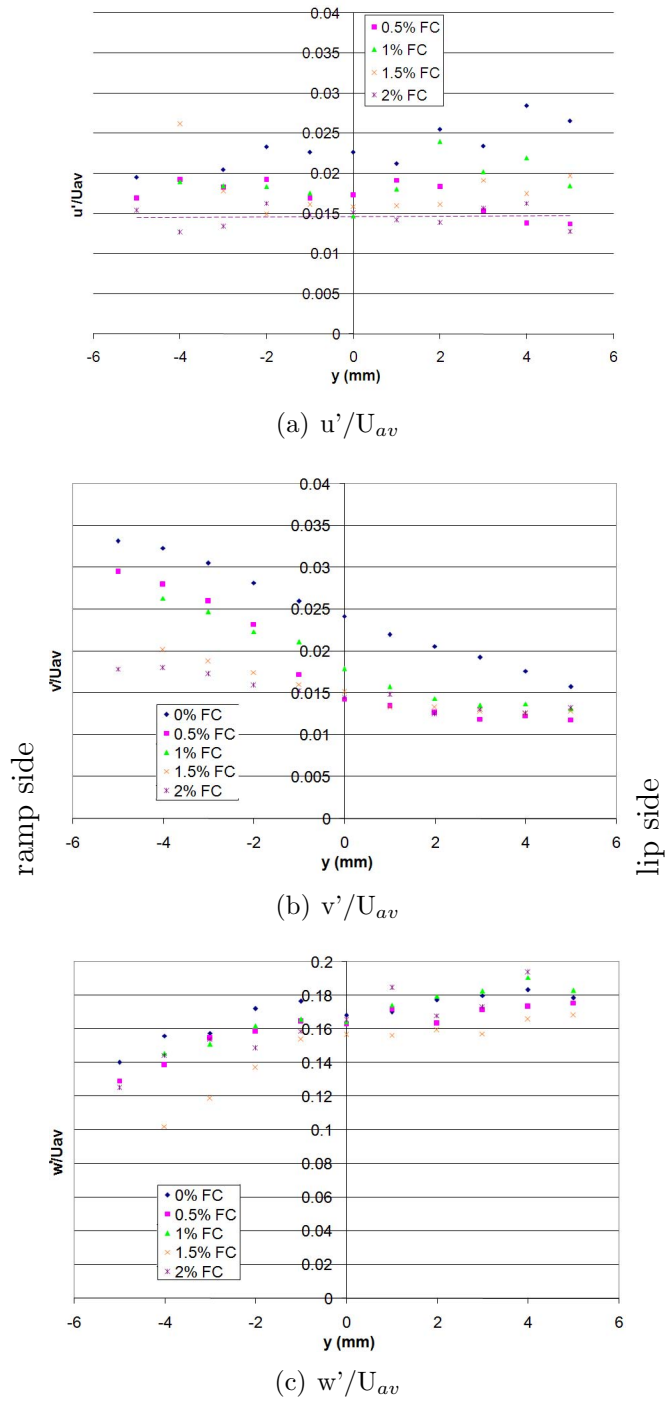 0.04
0.035
0.03
0.025
0.02
0.015
0.01
0.005
0
u'/Uav
0.5% FC
1% FC
1.5% FC
2% FC
-6 -4 -2 0 2 4 6
y (mm)
(a) u'/Uav
0.04
0.035
0.03
0.025
0.02
0.015
0.01
0.005
0
v'/Uav
0% FC
0.5% FC
1% FC
1.5% FC
2% FC
-6 -4 -2 0 2 4 6
y (mm)
ramp side
lip side
(b) v'/Uav
0.2
0.18
0.16
0.14
0.12
0.1
0.08
0.06
0.04
0.02
0
w'/Uav
0% FC
0.5% FC
1% FC
1.5% FC
2% FC
-6 -4 -2 0 2 4 6
y (mm)
(c) w'/Uav